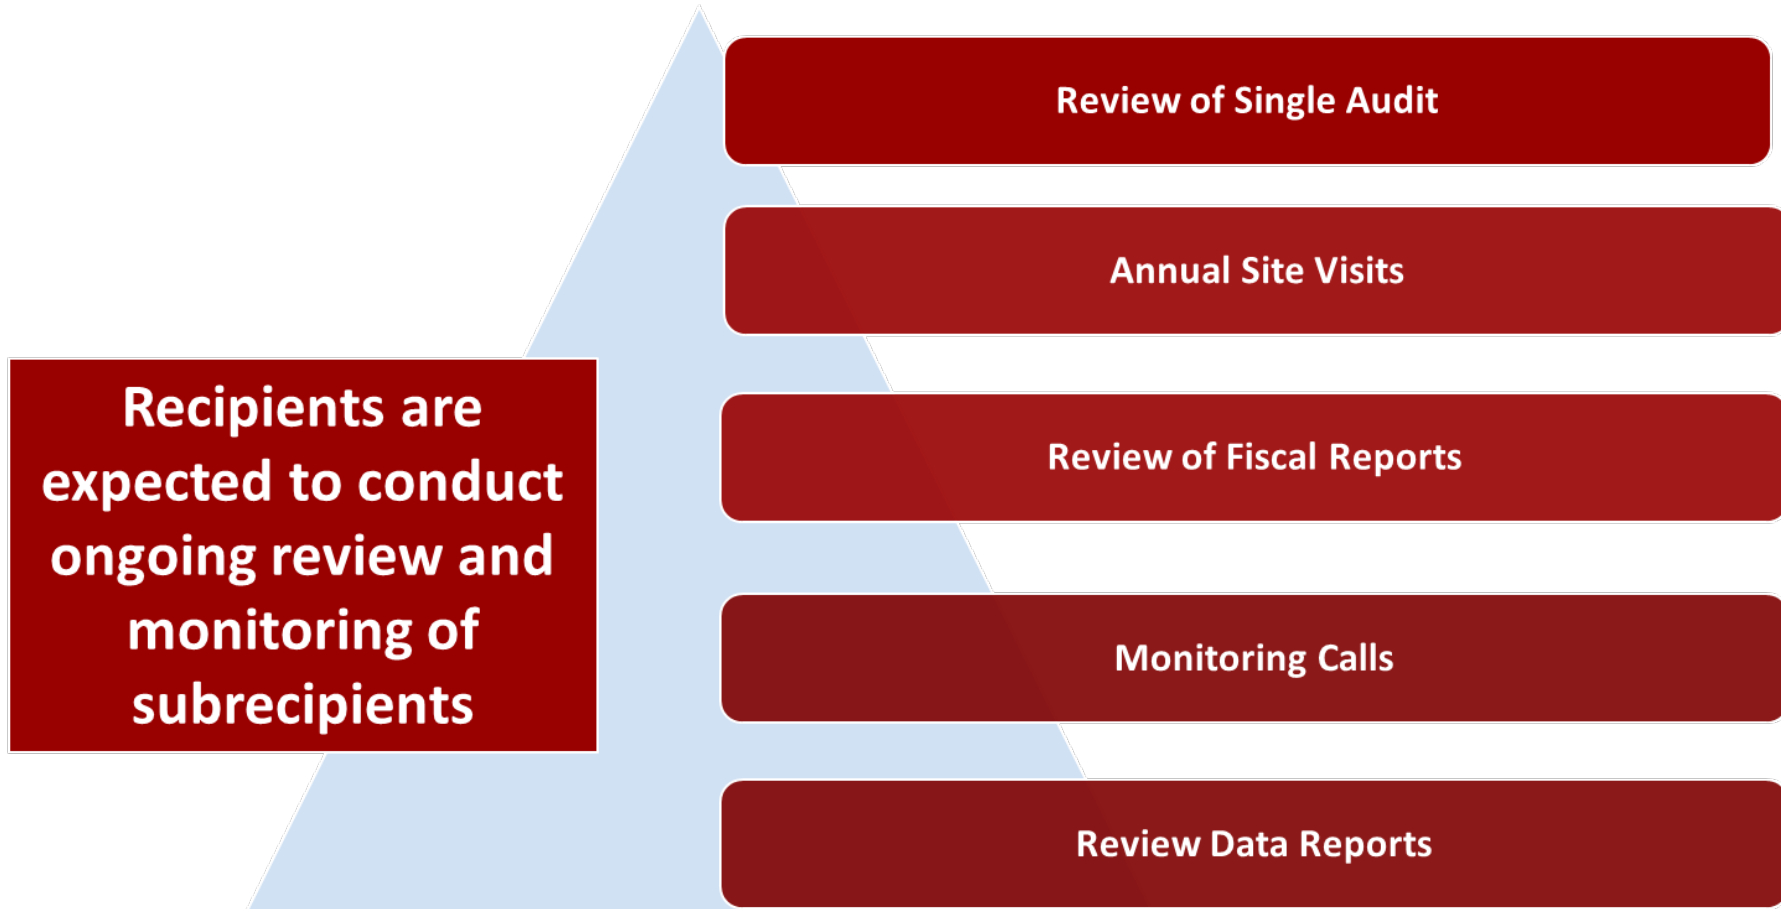 Review of Single Audit
Annual Site Visits
Recipients are
expected to conduct
ongoing review and
monitoring of
subrecipients
Review of Fiscal Reports
Monitoring Calls
Review Data Reports